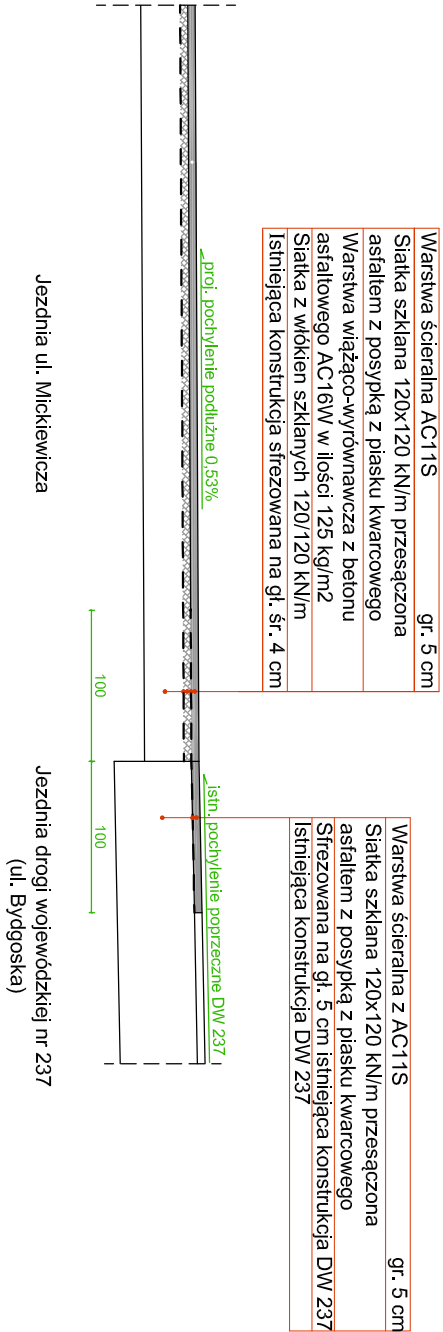 Warstwa ścieralna AC11S gr. 5 cm
Siatka szklana 120x120 kN/m przesączona
asfaltem z posypką z piasku kwarcowego
Warstwa wiążąco-wyrównawcza z betonu
asfaltowego AC16W w ilości 125 kg/m2
Siatka z włókien szklanych 120/120 kN/m
Istniejąca konstrukcja sfrezowana na gł. śr. 4 cm
Warstwa ścieralna z AC11S gr. 5 cm
Siatka szklana 120x120 kN/m przesączona
asfaltem z posypką z piasku kwarcowego
Sfrezowana na gł. 5 cm istniejąca konstrukcja DW 237
Istniejąca konstrukcja DW 237
proj. pochylenie podłużne 0,53%
istn. pochylenie poprzeczne DW 237
100
100
Jezdnia ul. Mickiewicza
Jezdnia drogi wojewódzkiej nr 237
(ul. Bydgoska)